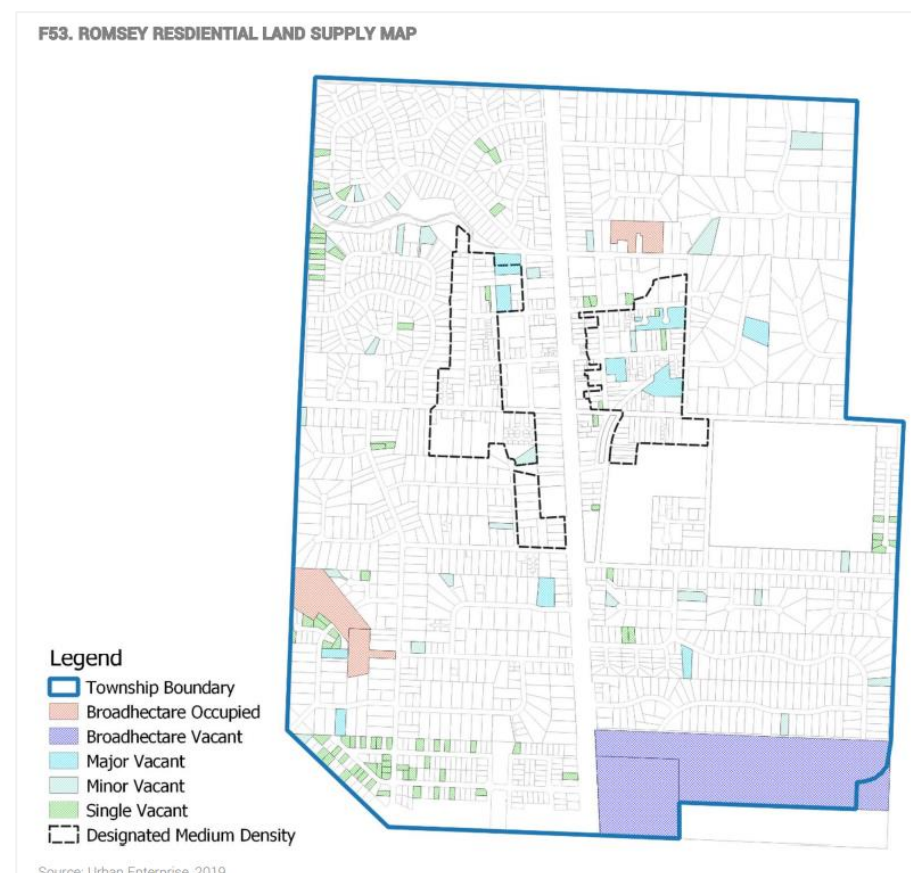 F53. ROMSEY RESDIENTIAL LAND SUPPLY MAP
Legend
Township Boundary
Broadhectare Occupied
Broadhectare Vacant
Major Vacant
Minor Vacant
Single Vacant
Designated Medium Density
Source: Urban Enterprise, 2019